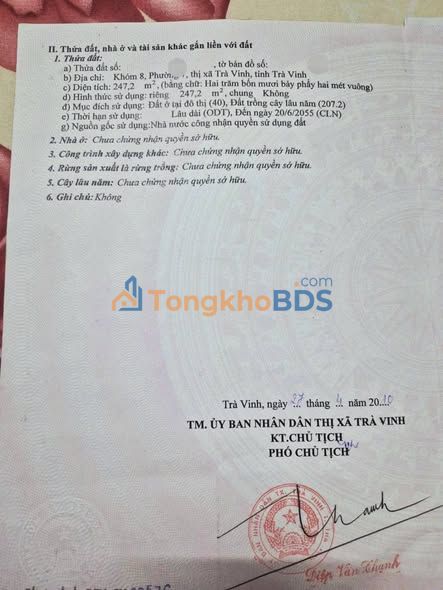 II. Thửa đất, nhà ở và tài sản khác gắn liền với đất
1. Thửa đất:
a) Thửa đất số: , tờ bản đồ số:
b) Địa chỉ: Khóm 8, Phường , thị xã Trà Vinh, tỉnh Trà Vinh
c) Diện tích: 247,2 m², (bằng chữ: Hai trăm bốn mươi bảy phẩy hai mét vuông)
d) Hình thức sử dụng: riêng 247,2 m², chung Không
đ) Mục đích sử dụng: Đất ở tại đô thị (40), Đất trồng cây lâu năm (207.2)
e) Thời hạn sử dụng: Lâu dài (ODT), Đến ngày 20/6/2055 (CLN)
g) Nguồn gốc sử dụng:Nhà nước công nhận quyền sử dụng đất
2. Nhà ở: Chưa chứng nhận quyền sở hữu.
3. Công trình xây dựng khác: Chưa chứng nhận quyền sở hữu.
4. Rừng sản xuất là rừng trồng: Chưa chứng nhận quyền sở hữu.
5. Cây lâu năm: Chưa chứng nhận quyền sở hữu.
6. Ghi chú: Không
TongkhoBDS.com
Trà Vinh, ngày 27 tháng 4 năm 2010
TM. ỦY BAN NHÂN DÂN THỊ XÃ TRÀ VINH
KT.CHỦ TỊCH
PHÓ CHỦ TỊCH
Diệp Văn Thạnh